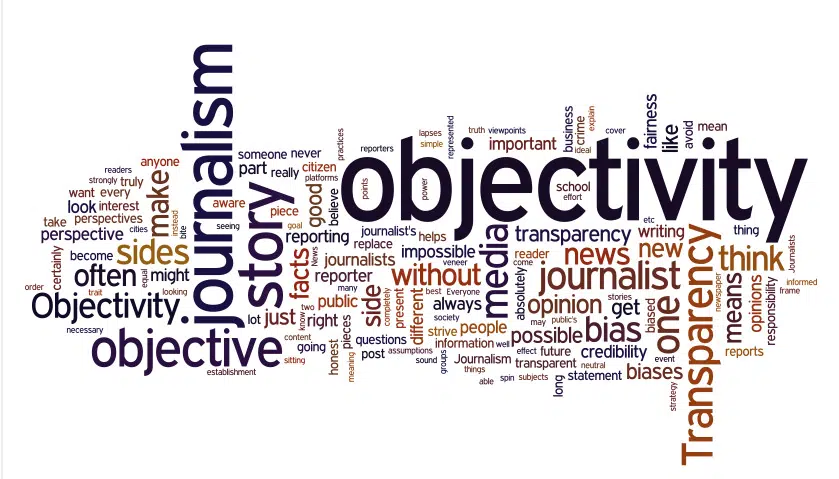 journalism
objectivity
story
Transparency
objective
Objectivity.
journalist
media
one
bias
think
sides
news
new
without
often
make
opinion
possible
transparency
facts
side
good
means
like
fairness
biases
important
perspective
reporting
impossible
always
people
get
credibility
opinions
responsibility
different
journalists
reporter
public
just
right
might
look
part
someone
never
really
citizen
anyone
truly
strongly
readers
want
every
interest
take
perspectives
cities
instead
bite
become
certainly
equal
looking
order
necessary
trait
establishment
aware
seeing
piece
goal
platforms
practices
believe
reporters
points
power
lapses
simple
represented
truth
viewpoints
business
crime
ideal
explain
cover
avoid
mean
school
effort
etc
writing
thing
Journalists
informed
frame
newspaper
reports
event
biased
stories
public's
may
absolutely
reader
come
veneer
helps
journalist's
replace
News
many
two
know
lot
content
sitting
going
honest
pieces
meaning
completely
present
society
best
Everyone
strive
questions
information
well
post
assumptions
sound
groups
Journalism
things
able
spin
subjects
transparent
effect
future
neutral
long
statement
strategy